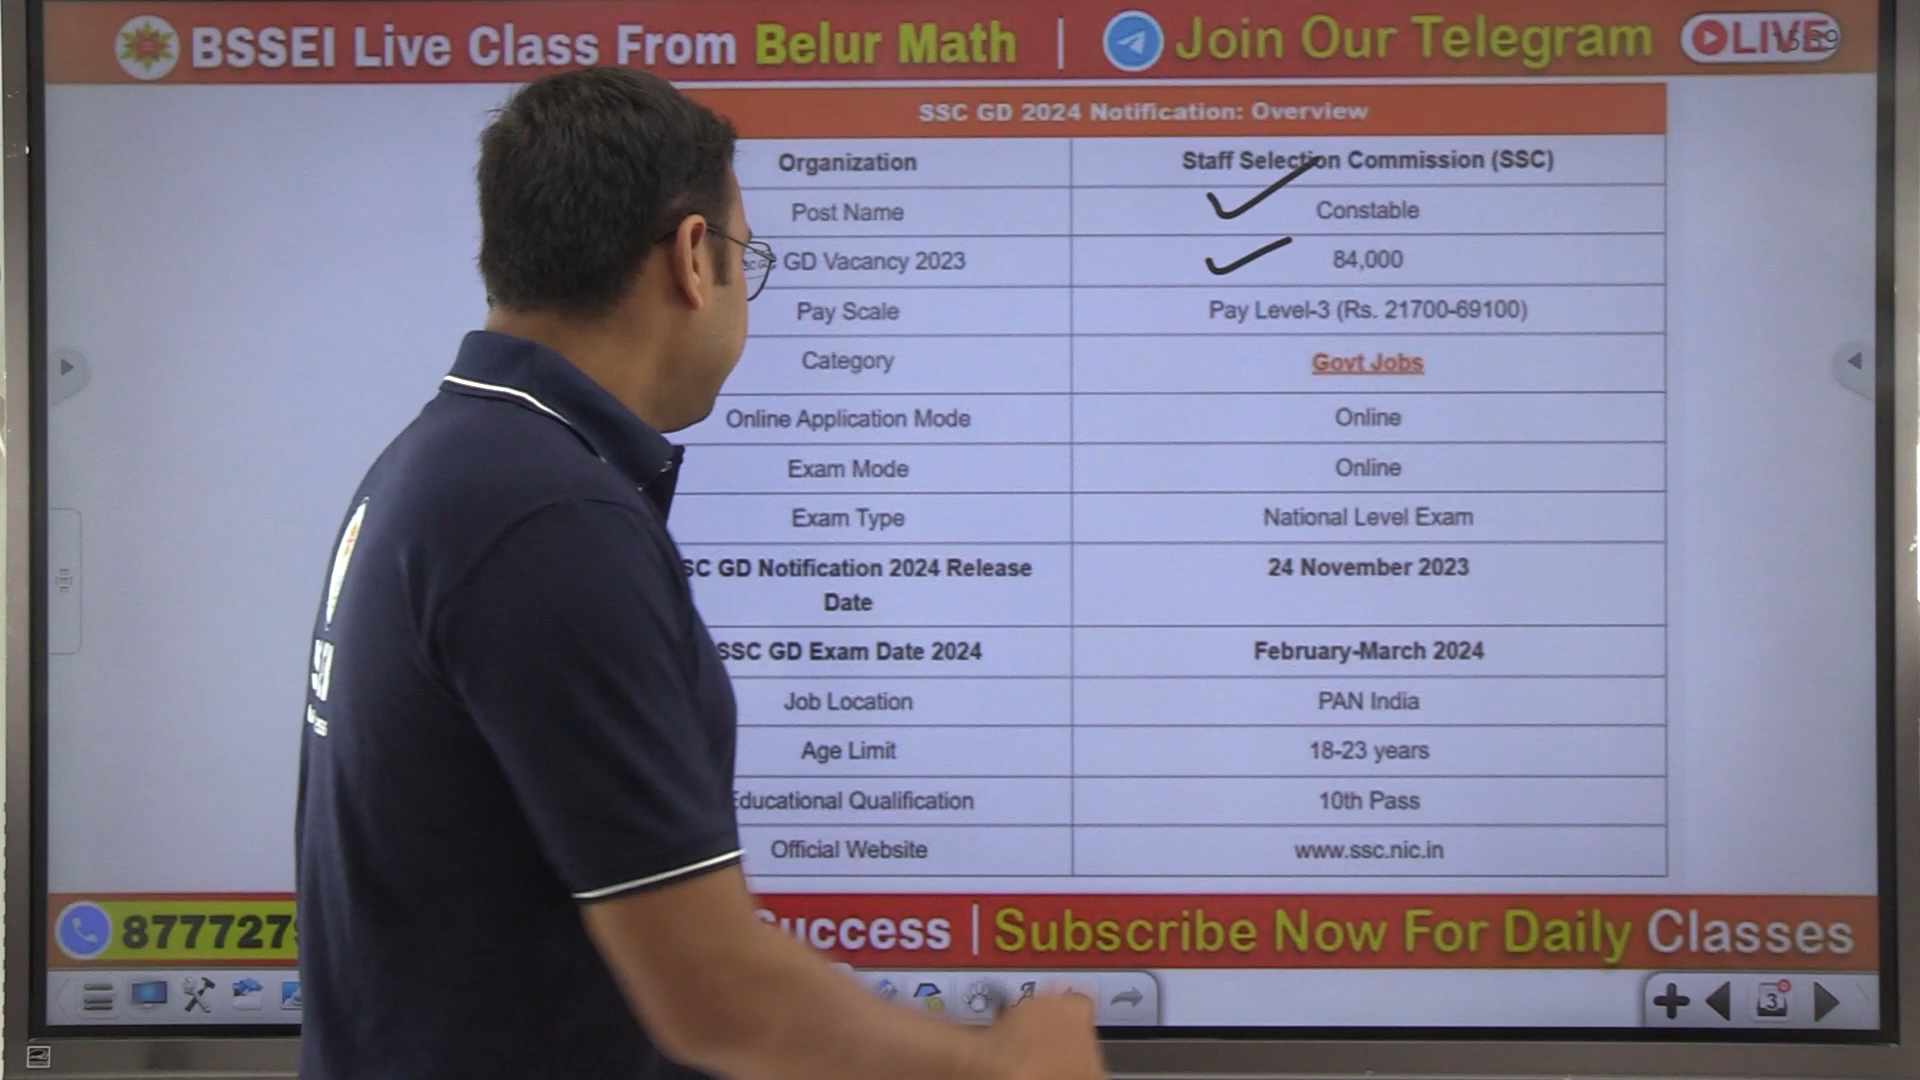 BSSEI Live Class From Belur Math | Join Our Telegram LIVE
SSC GD 2024 Notification: Overview
Organization Staff Selection Commission (SSC)
Post Name Constable
GD Vacancy 2023 84,000
Pay Scale Pay Level-3 (Rs. 21700-69100)
Category Govt Jobs
Online Application Mode Online
Exam Mode Online
Exam Type National Level Exam
SC GD Notification 2024 Release Date 24 November 2023
SSC GD Exam Date 2024 February-March 2024
Job Location PAN India
Age Limit 18-23 years
Educational Qualification 10th Pass
Official Website www.ssc.nic.in
877727 Success | Subscribe Now For Daily Classes
3